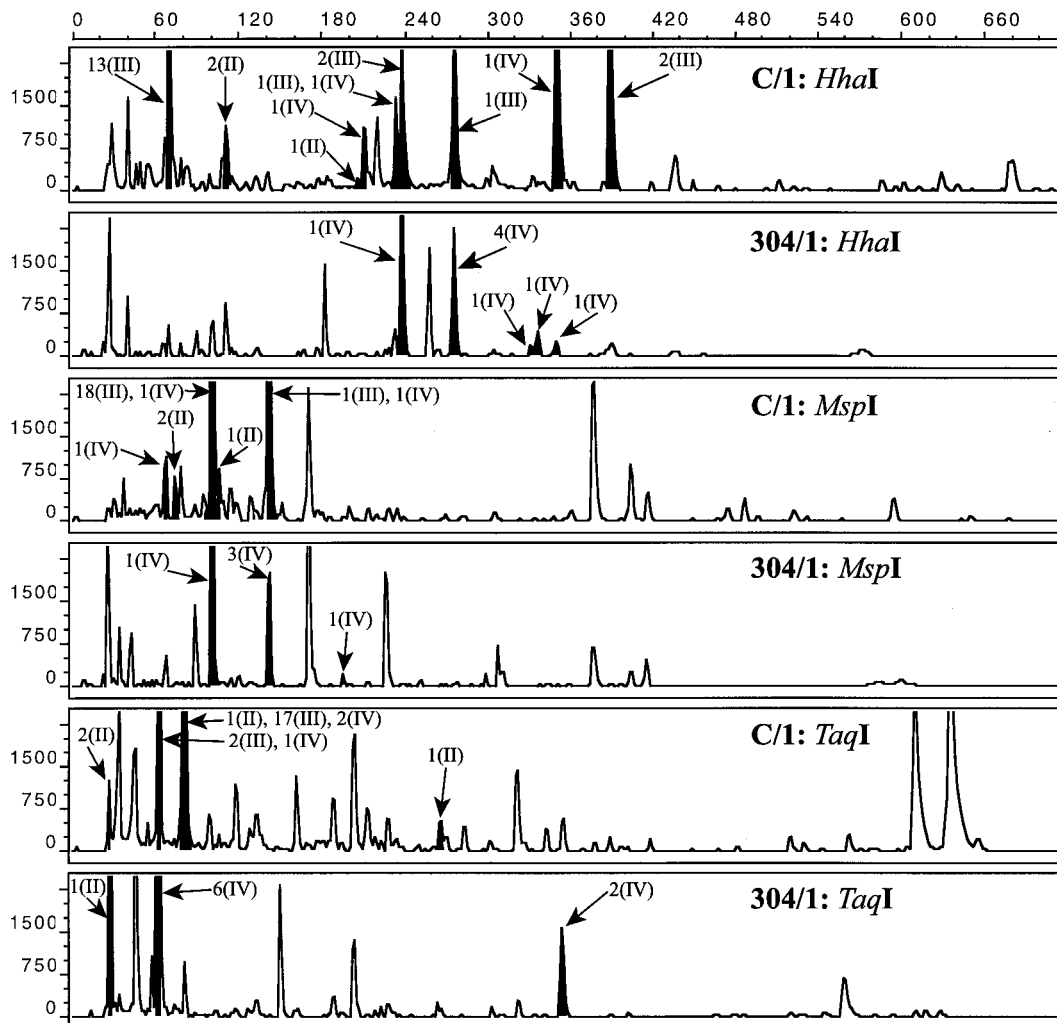 0 60 120 180 240 300 360 420 480 540 600 660
13(III) 2(II) 2(III) 1(IV) 2(III) C/1: HhaI
1(III), 1(IV)
1(IV) 1(III)
1(II)
1500
750
0
1(IV) 4(IV) 304/1: HhaI
1(IV) 1(IV) 1(IV)
1500
750
0
18(III), 1(IV) 1(III), 1(IV) C/1: MspI
2(II)
1(IV) 1(II)
1500
750
0
1(IV) 3(IV) 304/1: MspI
1(IV)
1500
750
0
1(II), 17(III), 2(IV) C/1: TaqI
2(II) 2(III), 1(IV)
1(II)
1500
750
0
1(II) 6(IV) 2(IV) 304/1: TaqI
1500
750
0